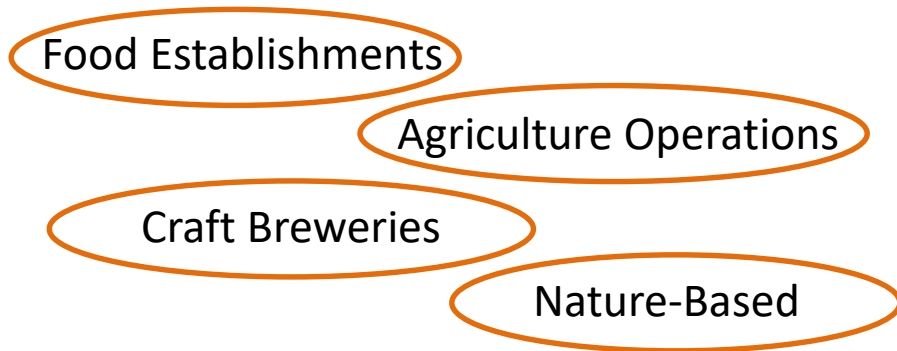 Food Establishments
Agriculture Operations
Craft Breweries
Nature-Based